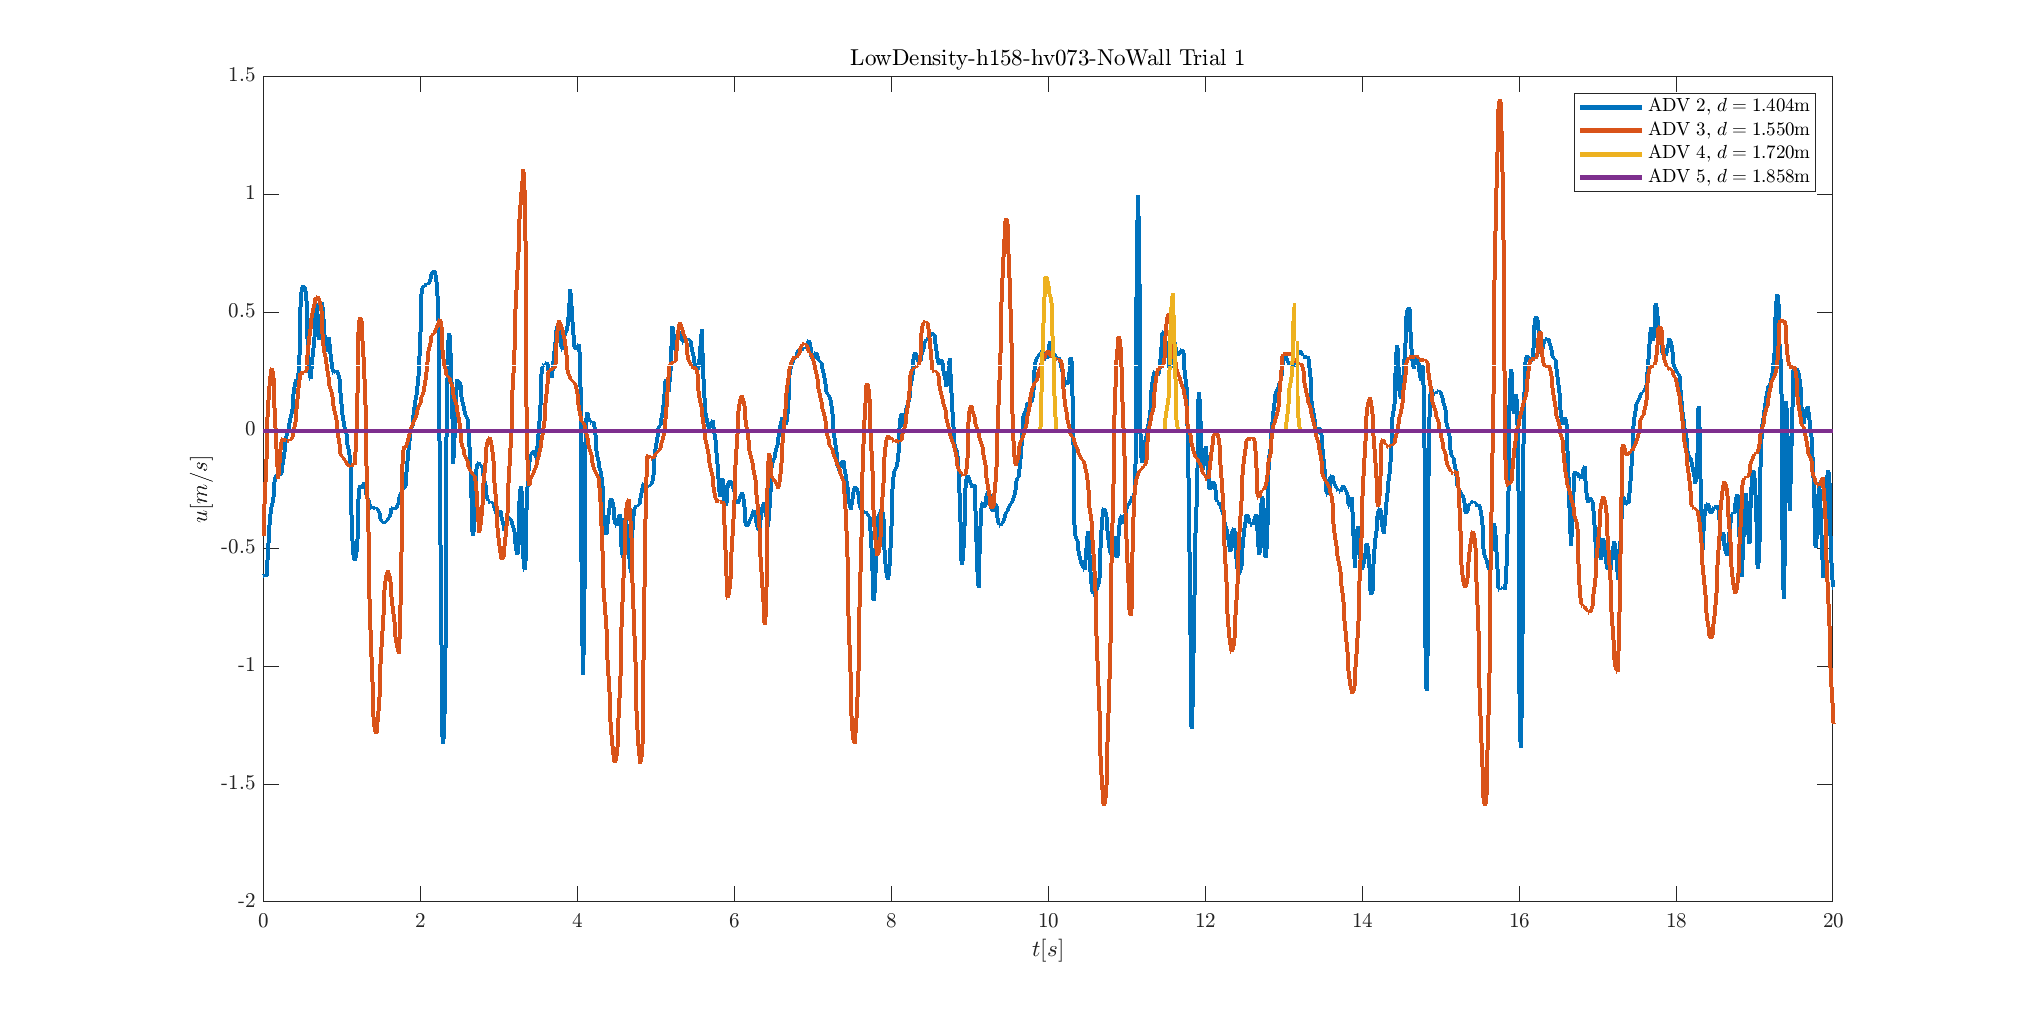 LowDensity-h158-hv073-NoWall Trial 1
ADV 2, d = 1.404m
ADV 3, d = 1.550m
ADV 4, d = 1.720m
ADV 5, d = 1.858m
1.5
1
0.5
0
-0.5
-1
-1.5
-2
u[m/s]
0 2 4 6 8 10 12 14 16 18 20
t[s]